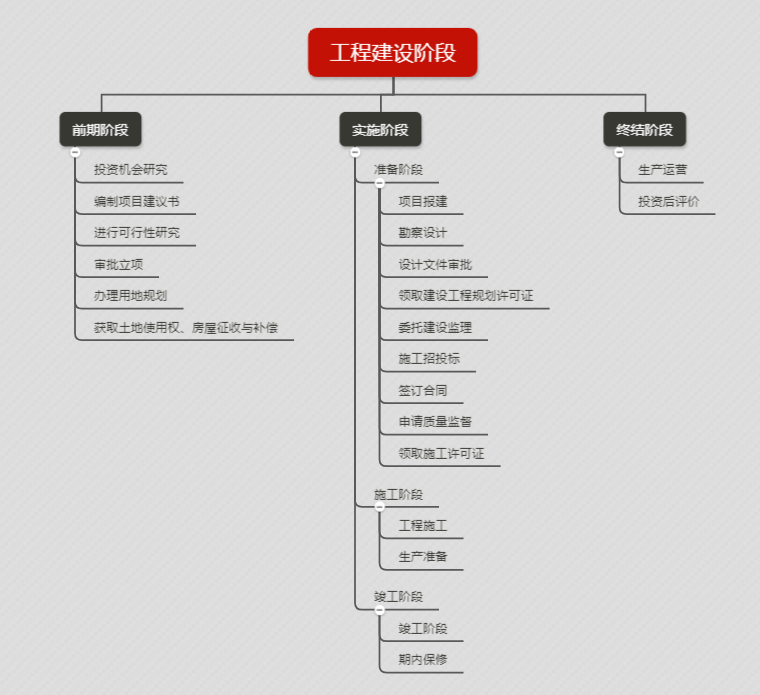 工程建设阶段
前期阶段
投资机会研究
编制项目建议书
进行可行性研究
审批立项
办理用地规划
获取土地使用权、房屋征收与补偿
实施阶段
准备阶段
项目报建
勘察设计
设计文件审批
领取建设工程规划许可证
委托建设监理
施工招投标
签订合同
申请质量监督
领取施工许可证
施工阶段
工程施工
生产准备
竣工阶段
竣工阶段
期内保修
终结阶段
生产运营
投资后评价